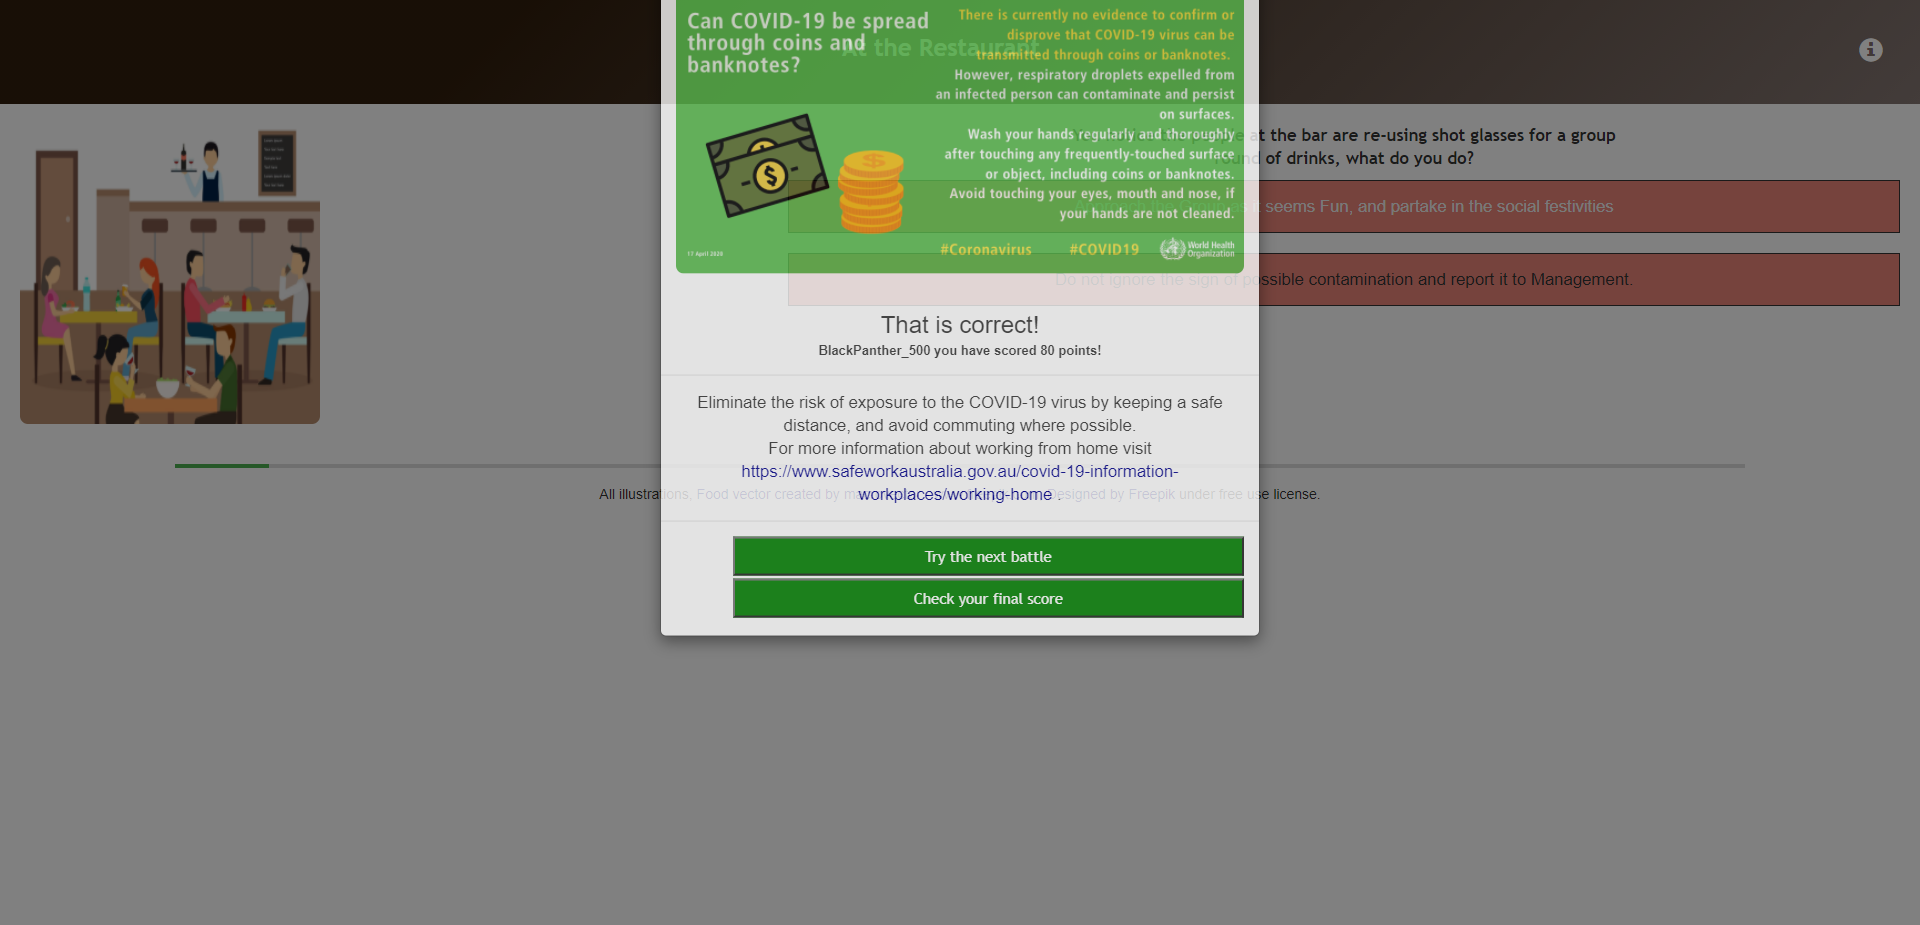 At the Restaurant
Can COVID-19 be spread
through coins and
banknotes?
There is currently no evidence to confirm or
disprove that COVID-19 virus can be
transmitted through coins or banknotes.
However, respiratory droplets expelled from
an infected person can contaminate and persist
on surfaces.
Wash your hands regularly and thoroughly
after touching any frequently-touched surface
or object, including coins or banknotes.
Avoid touching your eyes, mouth and nose, if
your hands are not cleaned.
17 April 2020
#Coronavirus #COVID19 World Health
Organization
at the bar are re-using shot glasses for a group
round of drinks, what do you do?
seems Fun, and partake in the social festivities
Do not ignore the sign of possible contamination and report it to Management.
That is correct!
BlackPanther_500 you have scored 80 points!
Eliminate the risk of exposure to the COVID-19 virus by keeping a safe
distance, and avoid commuting where possible.
For more information about working from home visit
https://www.safeworkaustralia.gov.au/covid-19-information-
workplaces/working-home .
All illustrations, Food vector created by Designed by Freepik under free use license.
Try the next battle
Check your final score